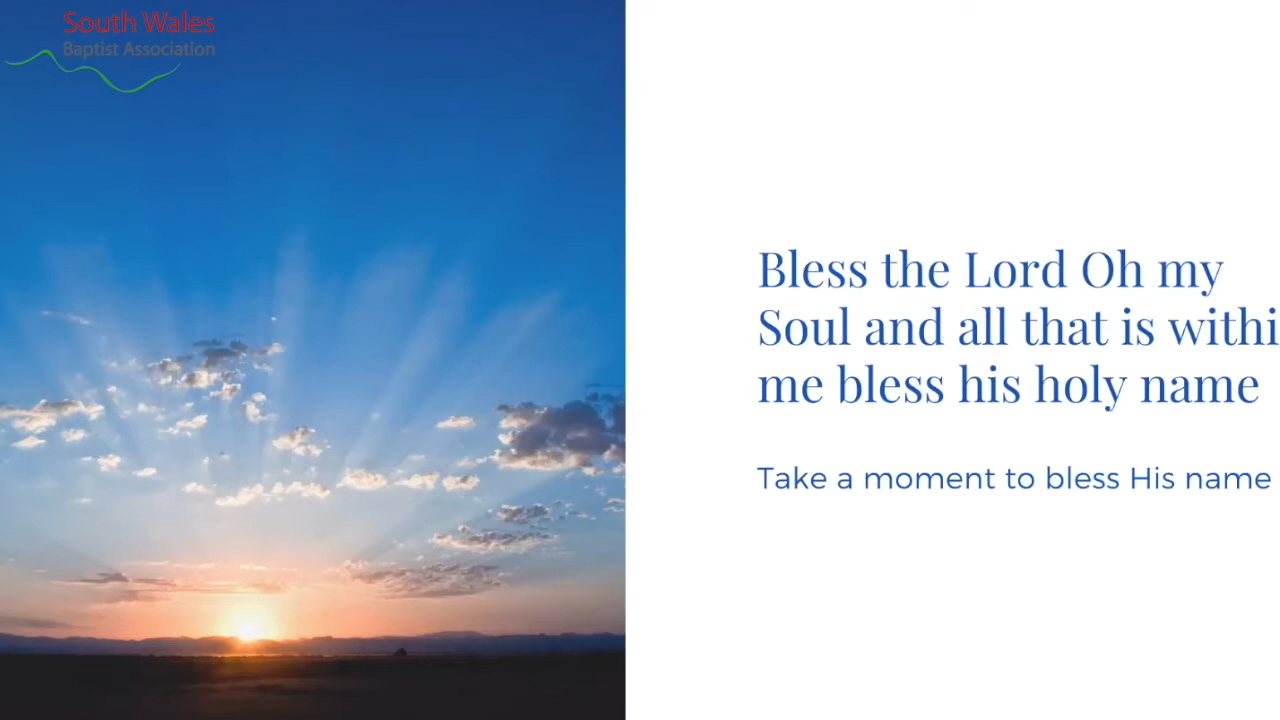 South Wales
Baptist Association
Bless the Lord Oh my
Soul and all that is withi
me bless his holy name
Take a moment to bless His name